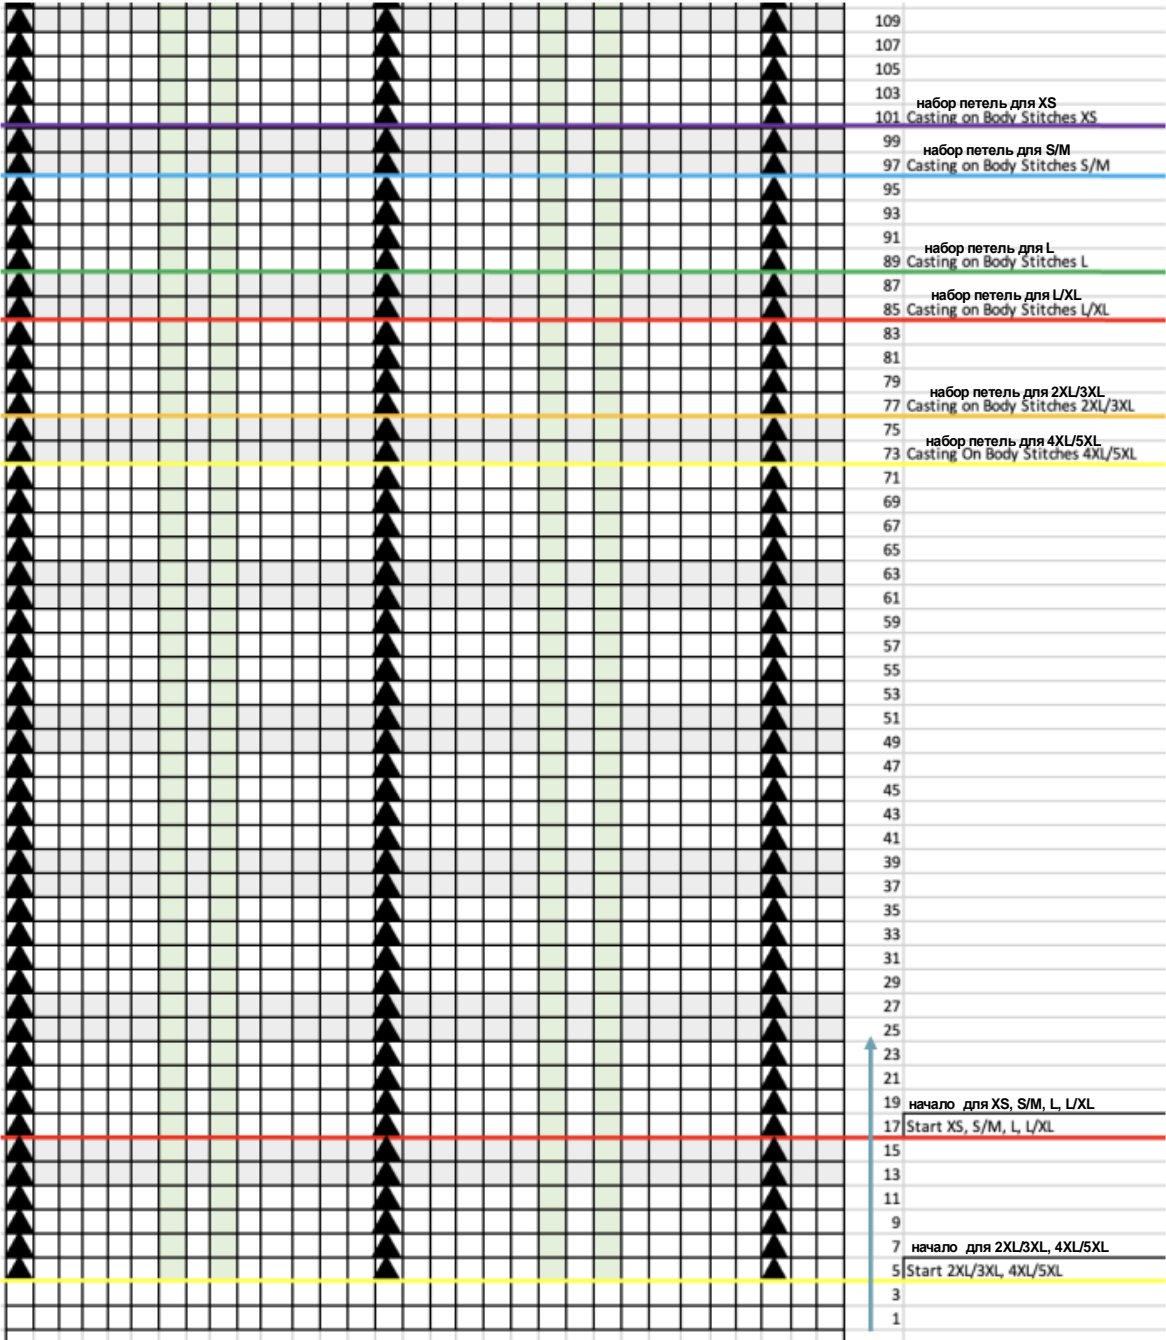 109
107
105
103
набор петель для XS
101 Casting on Body Stitches XS
99
набор петель для S/M
97 Casting on Body Stitches S/M
95
93
91
набор петель для L
89 Casting on Body Stitches L
87
набор петель для L/XL
85 Casting on Body Stitches L/XL
83
81
79
набор петель для 2XL/3XL
77 Casting on Body Stitches 2XL/3XL
75
набор петель для 4XL/5XL
73 Casting On Body Stitches 4XL/5XL
71
69
67
65
63
61
59
57
55
53
51
49
47
45
43
41
39
37
35
33
31
29
27
25
23
21
19 начало для XS, S/M, L, L/XL
17 Start XS, S/M, L, L/XL
15
13
11
9
7 начало для 2XL/3XL, 4XL/5XL
5 Start 2XL/3XL, 4XL/5XL
3
1